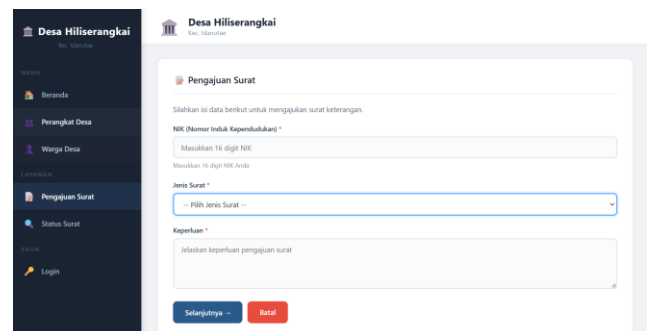 Desa Hiliserangkai
Kec. Idanotae
MENU
Beranda
Perangkat Desa
Warga Desa
LAYANAN
Pengajuan Surat
Status Surat
AKUN
Login
Desa Hiliserangkai
Kec. Idanotae
Pengajuan Surat
Silahkan isi data berikut untuk mengajukan surat keterangan.
NIK (Nomor Induk Kependudukan) *
Masukkan 16 digit NIK
Masukkan 16 digit NIK Anda
Jenis Surat *
-- Pilih Jenis Surat --
Keperluan *
Jelaskan keperluan pengajuan surat
Selanjutnya →
Batal